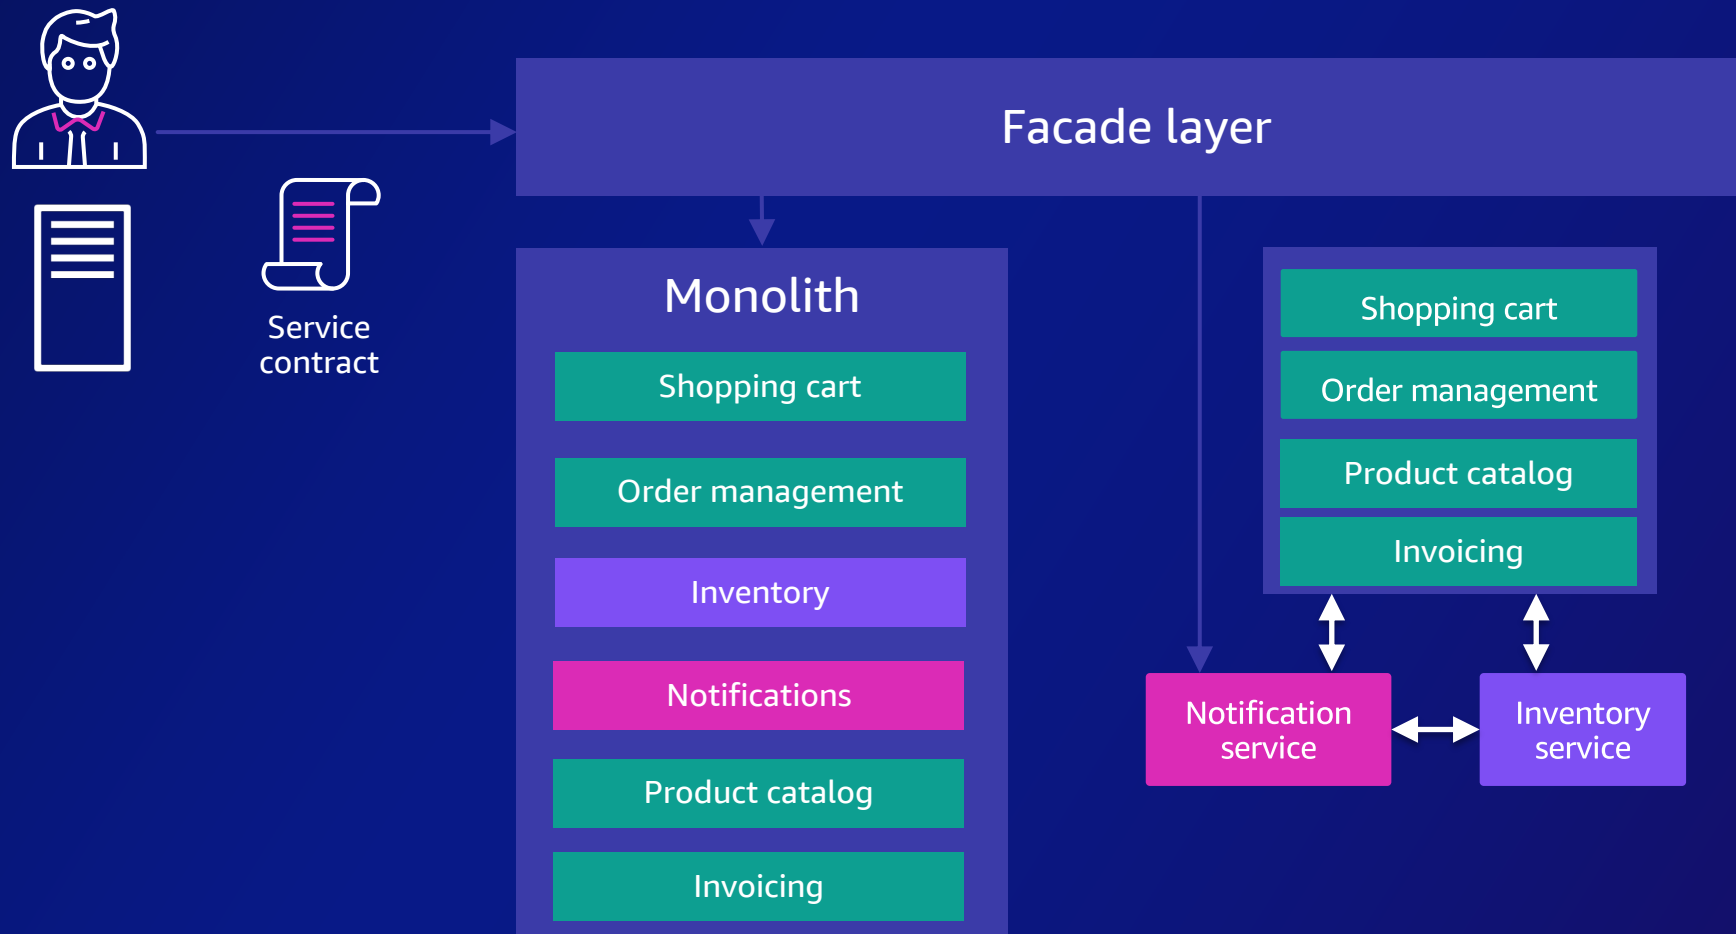 Facade layer
Service
contract
Monolith
Shopping cart
Order management
Inventory
Notifications
Product catalog
Invoicing
Shopping cart
Order management
Product catalog
Invoicing
Notification
service
Inventory
service